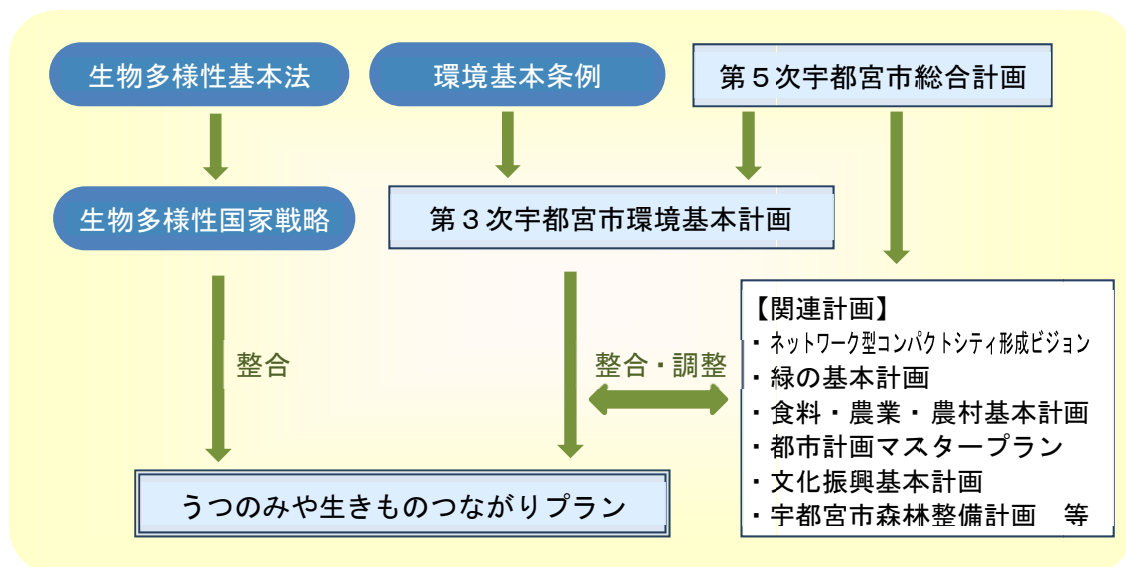 生物多様性基本法
環境基本条例
第５次宇都宮市総合計画
生物多様性国家戦略
第３次宇都宮市環境基本計画
整合
整合・調整
【関連計画】
・ネットワーク型コンパクトシティ形成ビジョン
・緑の基本計画
・食料・農業・農村基本計画
・都市計画マスタープラン
・文化振興基本計画
・宇都宮市森林整備計画　等
うつのみや生きものつながりプラン